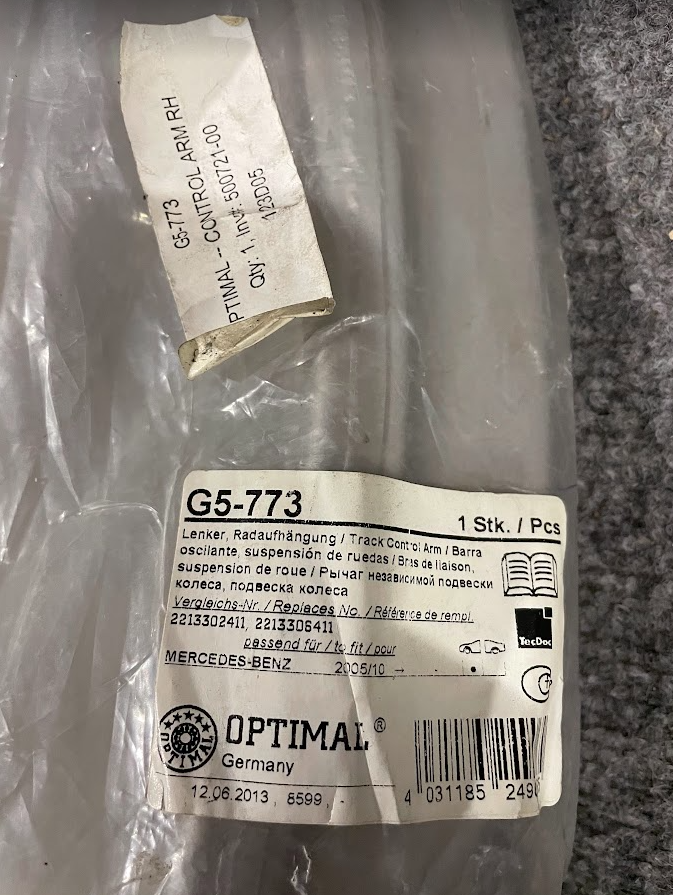 G5-773
PTIMAL -- CONTROL ARM RH
Qty: 1, Inv#: 500721-00
123D05
G5-773
1 Stk. / Pcs
Lenker, Radaufhängung / Track Control Arm / Barra
oscilante, suspensión de ruedas / Bras de liaison,
suspension de roue / Рычаг независимой подвески
колеса, подвеска колеса
Vergleichs-Nr. / Replaces No. / Référence de rempl.
2213302411, 2213306411
passend für / to fit / pour
MERCEDES-BENZ 2005/10 →
TecDoc
OPTIMAL
OPTIMAL®
Germany
12.06.2013 8599
4 031185 249